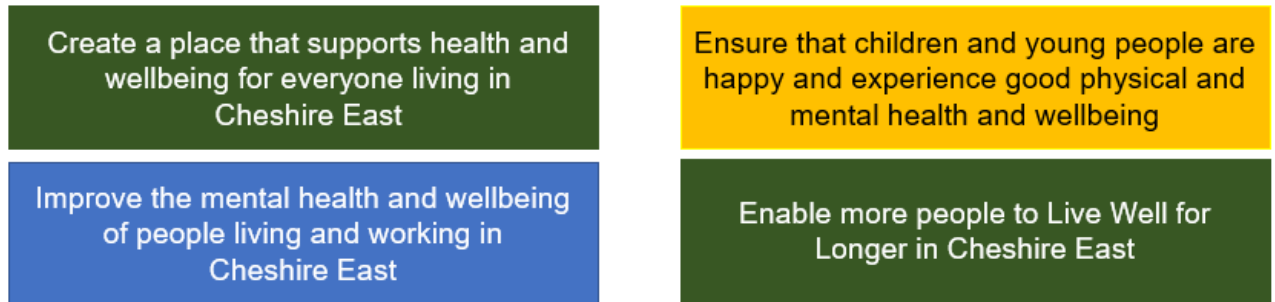 Create a place that supports health and
wellbeing for everyone living in
Cheshire East
Ensure that children and young people are
happy and experience good physical and
mental health and wellbeing
Improve the mental health and wellbeing
of people living and working in
Cheshire East
Enable more people to Live Well for
Longer in Cheshire East